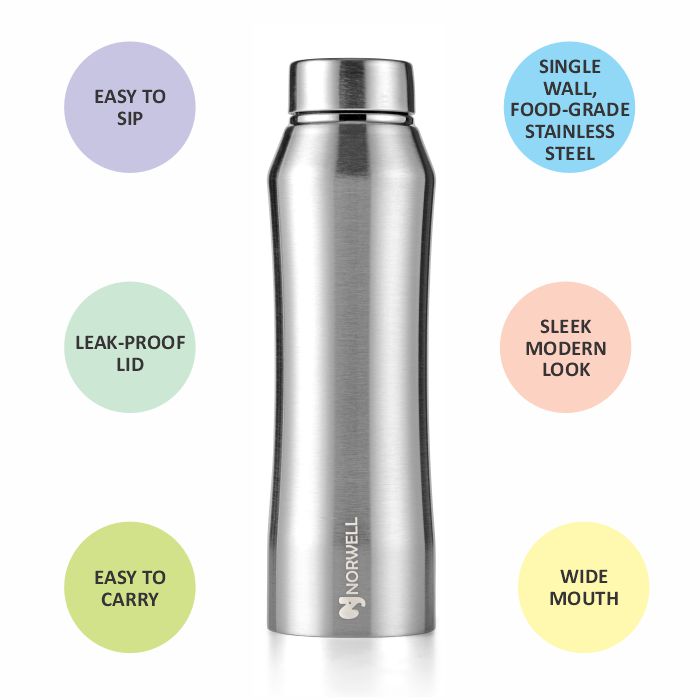 EASY TO
SIP
SINGLE
WALL,
FOOD-GRADE
STAINLESS
STEEL
LEAK-PROOF
LID
SLEEK
MODERN
LOOK
EASY TO
CARRY
WIDE
MOUTH
NORWELL